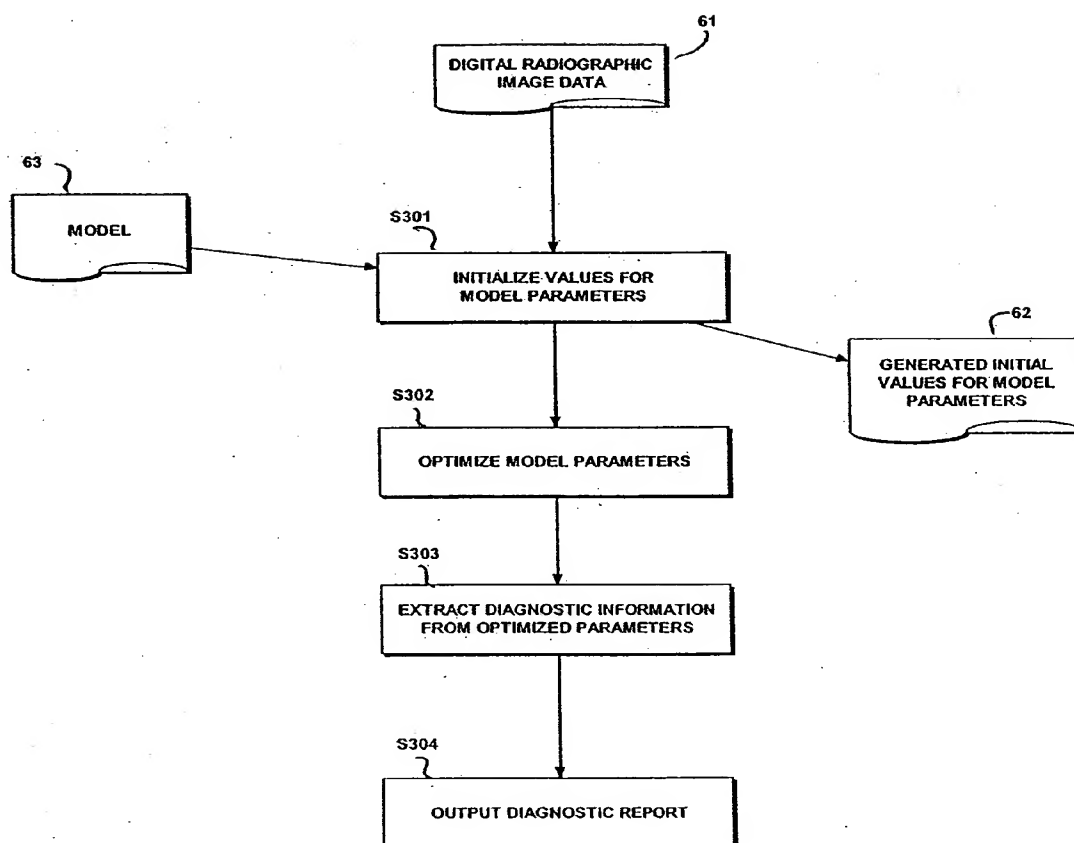 61
DIGITAL RADIOGRAPHIC
IMAGE DATA
63
MODEL
S301
INITIALIZE VALUES FOR
MODEL PARAMETERS
62
GENERATED INITIAL
VALUES FOR MODEL
PARAMETERS
S302
OPTIMIZE MODEL PARAMETERS
S303
EXTRACT DIAGNOSTIC INFORMATION
FROM OPTIMIZED PARAMETERS
S304
OUTPUT DIAGNOSTIC REPORT